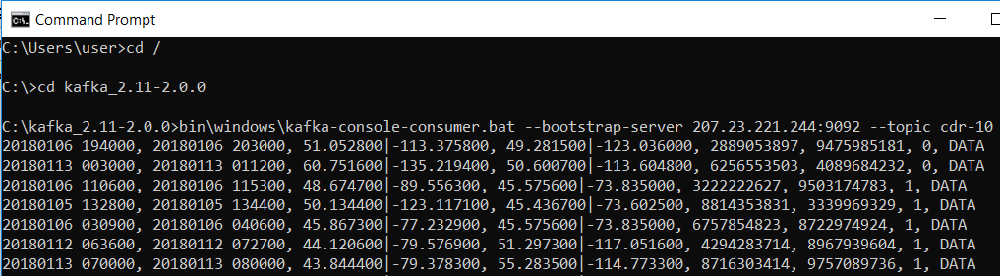 Command Prompt
C:\Users\user>cd /
C:\>cd kafka_2.11-2.0.0
C:\kafka_2.11-2.0.0>bin\windows\kafka-console-consumer.bat --bootstrap-server 207.23.221.244:9092 --topic cdr-10
20180106 194000, 20180106 203000, 51.052800|-113.375800, 49.281500|-123.036000, 2889053897, 9475985181, 0, DATA
20180113 003000, 20180113 011200, 60.751600|-135.219400, 50.600700|-113.604800, 6256553503, 4089684232, 0, DATA
20180106 110600, 20180106 115300, 48.674700|-89.556300, 45.575600|-73.835000, 3222222627, 9503174783, 1, DATA
20180105 132800, 20180105 134400, 50.134400|-123.117100, 45.436700|-73.602500, 8814353831, 3339969329, 1, DATA
20180106 030900, 20180106 040600, 45.867300|-77.232900, 45.575600|-73.835000, 6757854823, 8722974924, 1, DATA
20180112 063600, 20180112 072700, 44.120600|-79.576900, 51.297300|-117.051600, 4294283714, 8967939604, 1, DATA
20180113 070000, 20180113 080000, 43.844400|-79.378300, 55.283500|-114.773300, 8716303414, 9757089736, 1, DATA